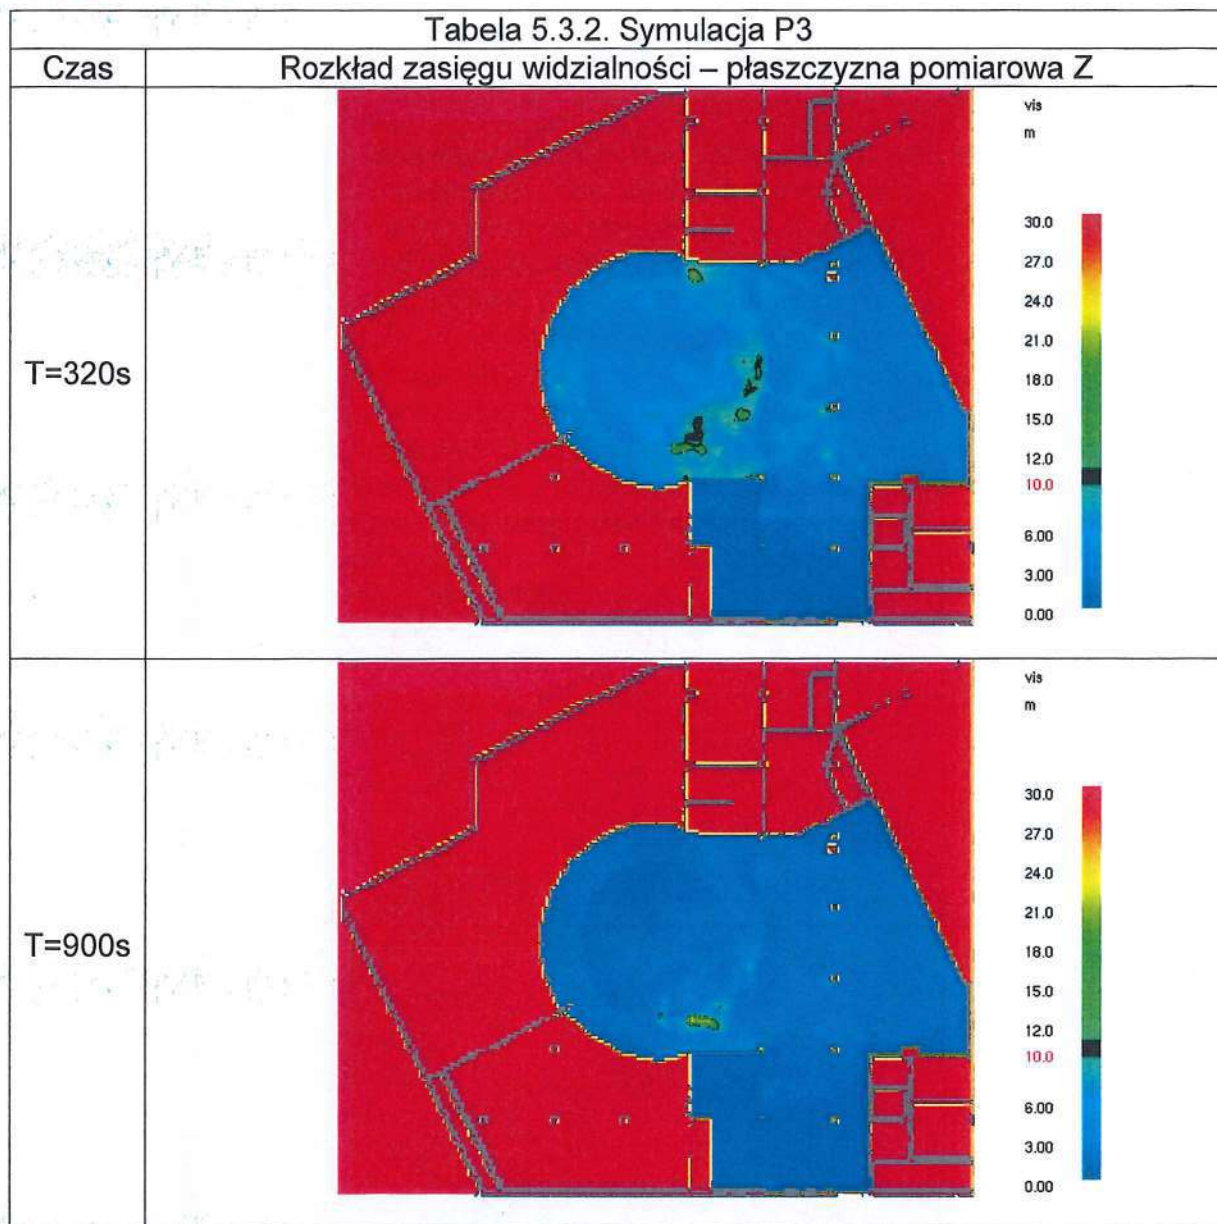 Tabela 5.3.2. Symulacja P3
Czas
Rozkład zasięgu widzialności – płaszczyzna pomiarowa Z
T=320s
vis
m
30.0
27.0
24.0
21.0
18.0
15.0
12.0
10.0
6.00
3.00
0.00
T=900s
vis
m
30.0
27.0
24.0
21.0
18.0
15.0
12.0
10.0
6.00
3.00
0.00